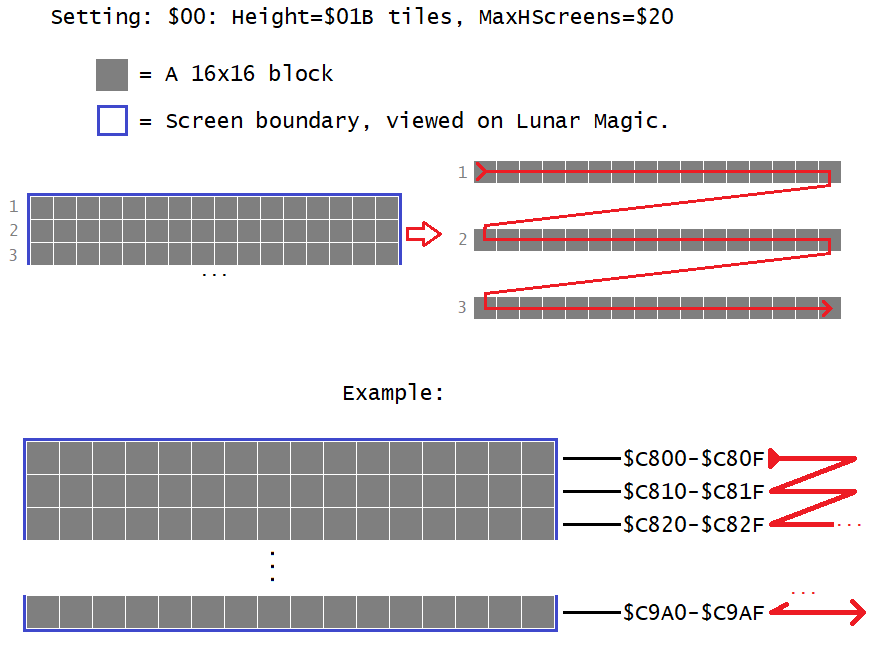 Setting: $00: Height=$01B tiles, MaxHScreens=$20
= A 16x16 block
= Screen boundary, viewed on Lunar Magic.
1
2
3
...
1
2
3
Example:
$C800-$C80F
$C810-$C81F
$C820-$C82F ...
...
...
$C9A0-$C9AF